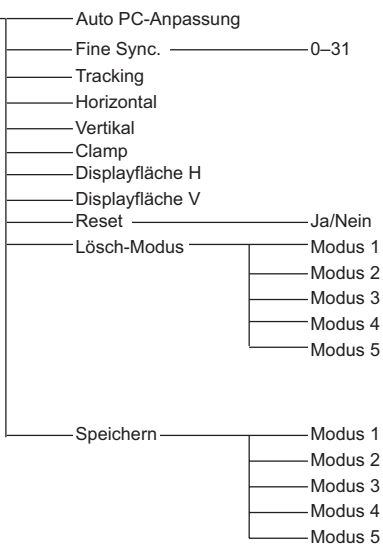 Auto PC-Anpassung
Fine Sync. 0–31
Tracking
Horizontal
Vertikal
Clamp
Displayfläche H
Displayfläche V
Reset Ja/Nein
Lösch-Modus Modus 1
Modus 2
Modus 3
Modus 4
Modus 5
Speichern Modus 1
Modus 2
Modus 3
Modus 4
Modus 5